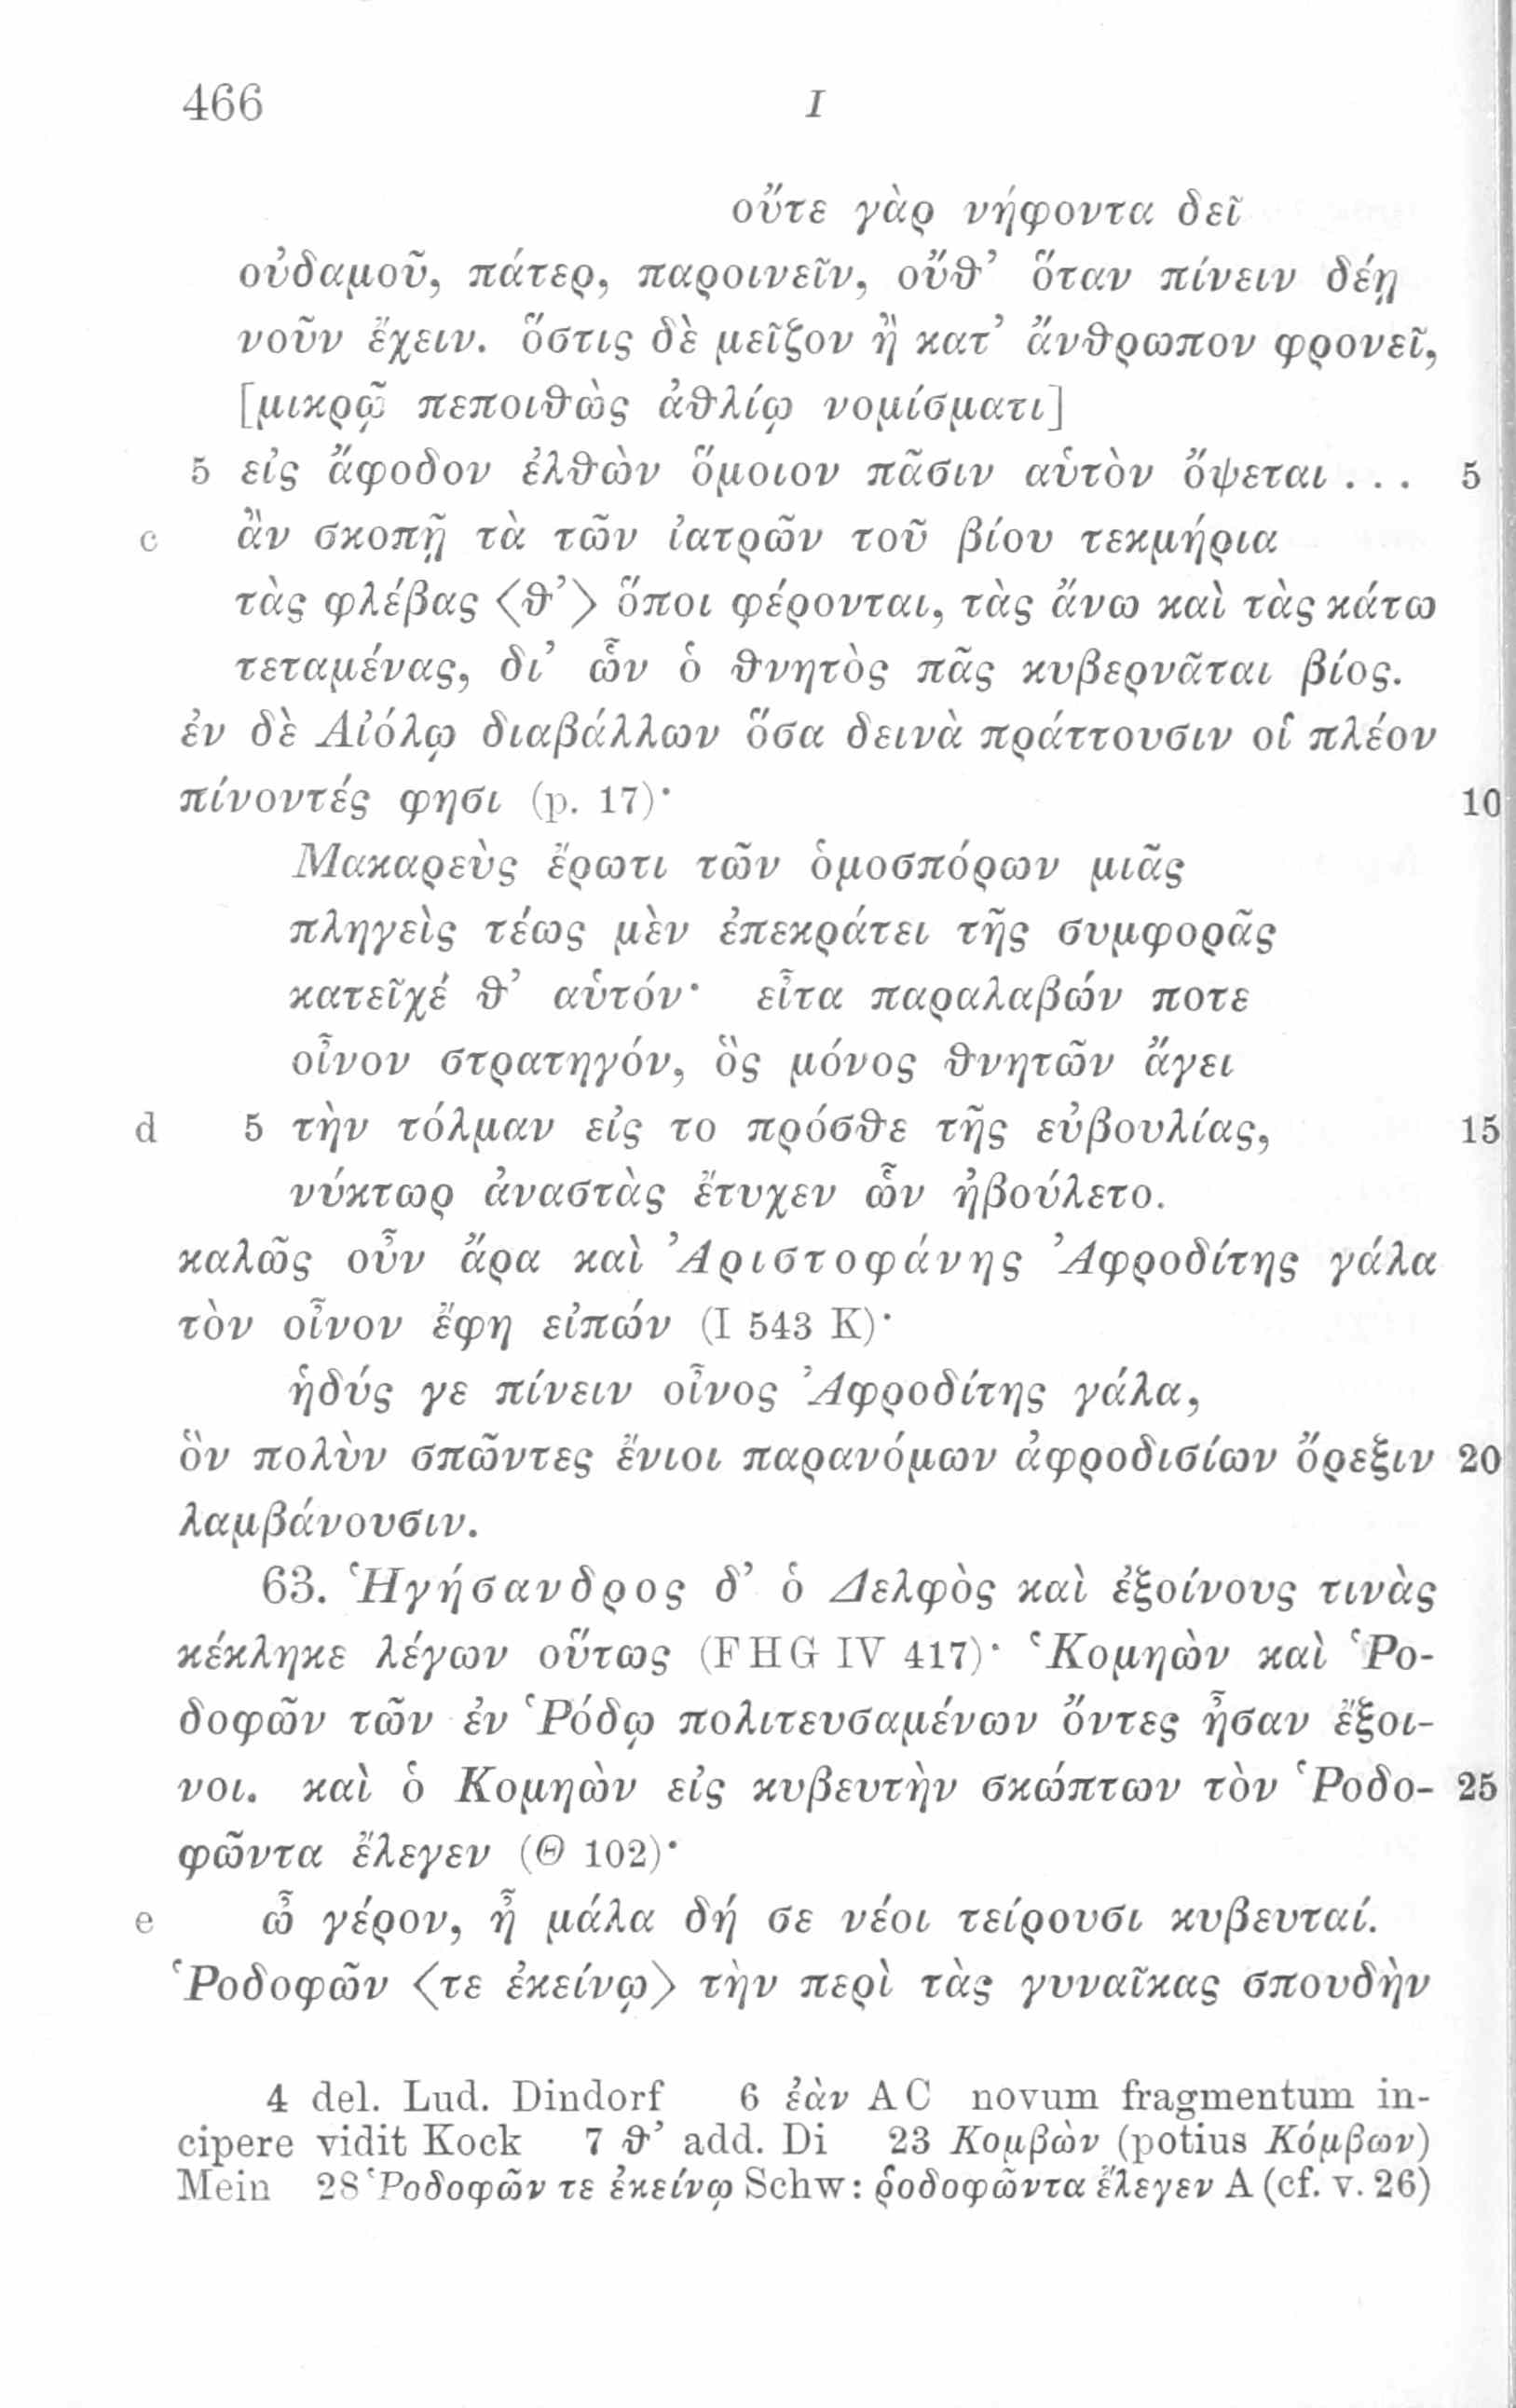 466 I
οὔτε γὰρ νήφοντα δεῖ
οὐδαμοῦ, πάτερ, παροινεῖν, οὔθ’ ὅταν πίνειν δέῃ
νοῦν ἔχειν. ὅστις δὲ μεῖζον ἢ κατ’ ἄνθρωπον φρονεῖ,
[μικρῷ πεποιθὼς ἀθλίῳ νομίσματι]
5 εἰς ἄφοδον ἐλθὼν ὅμοιον πᾶσιν αὑτὸν ὄψεται . . . 5
c ἂν σκοπῇ τὰ τῶν ἰατρῶν τοῦ βίου τεκμήρια
τὰς φλέβας <θ’> ὅποι φέρονται, τὰς ἄνω καὶ τὰς κάτω
τεταμένας, δι’ ὧν ὁ θνητὸς πᾶς κυβερνᾶται βίος.
ἐν δὲ Αἰόλῳ διαβάλλων ὅσα δεινὰ πράττουσιν οἱ πλέον
πίνοντές φησι (p. 17)· 10
Μακαρεὺς ἔρωτι τῶν ὁμοσπόρων μιᾶς
πληγεὶς τέως μὲν ἐπεκράτει τῆς συμφορᾶς
κατεῖχέ θ’ αὑτόν· εἶτα παραλαβών ποτε
οἶνον στρατηγόν, ὃς μόνος θνητῶν ἄγει
d 5 τὴν τόλμαν εἰς το πρόσθε τῆς εὐβουλίας, 15
νύκτωρ ἀναστὰς ἔτυχεν ὧν ἠβούλετο.
καλῶς οὖν ἄρα καὶ Ἀριστοφάνης Ἀφροδίτης γάλα
τὸν οἶνον ἔφη εἰπών (I 543 K)·
ἡδύς γε πίνειν οἶνος Ἀφροδίτης γάλα,
ὃν πολὺν σπῶντες ἔνιοι παρανόμων ἀφροδισίων ὄρεξιν 20
λαμβάνουσιν.
63. Ἡγήσανδρος δ’ ὁ Δελφὸς καὶ ἐξοίνους τινὰς
κέκληκε λέγων οὕτως (FHG IV 417)· ‘Κομηὼν καὶ Ῥο-
δοφῶν τῶν ἐν Ῥόδῳ πολιτευσαμένων ὄντες ἦσαν ἔξοι-
νοι. καὶ ὁ Κομηὼν εἰς κυβευτὴν σκώπτων τὸν Ῥοδο- 25
φῶντα ἔλεγεν (Θ 102)·
e ὦ γέρον, ἦ μάλα δή σε νέοι τείρουσι κυβευταί.
Ῥοδοφῶν <τε ἐκείνῳ> τὴν περὶ τὰς γυναῖκας σπουδὴν
4 del. Lud. Dindorf 6 ἐὰν AC novum fragmentum in-
cipere vidit Kock 7 θ’ add. Di 23 Κομβὼν (potius Κόμβων)
Mein 28 Ῥοδοφῶν τε ἐκείνῳ Schw: ῥοδοφῶντα ἔλεγεν A (cf. v. 26)